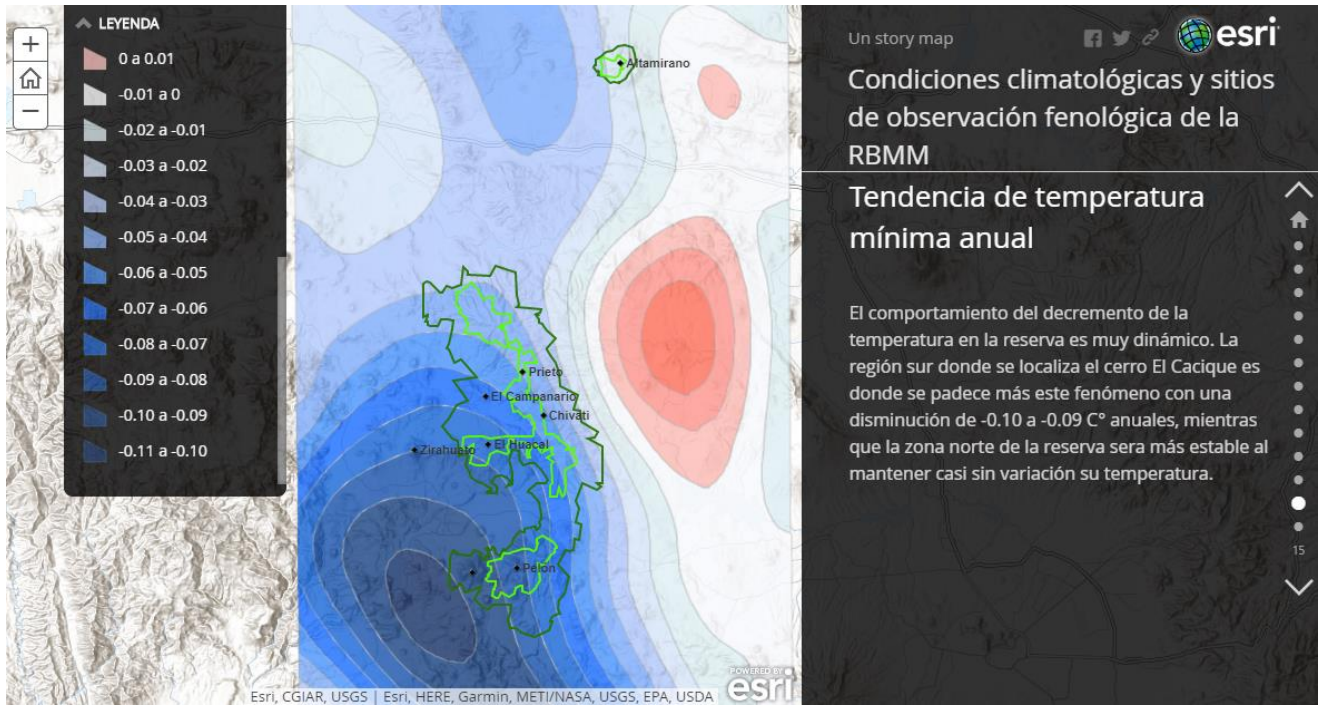 LEYENDA
0 a 0.01
-0.01 a 0
-0.02 a -0.01
-0.03 a -0.02
-0.04 a -0.03
-0.05 a -0.04
-0.06 a -0.05
-0.07 a -0.06
-0.08 a -0.07
-0.09 a -0.08
-0.10 a -0.09
-0.11 a -0.10
Altamirano
Prieto
El Campanario
Chivati
El Huacal
Zirahuato
Pelon
Esri, CGIAR, USGS | Esri, HERE, Garmin, METI/NASA, USGS, EPA, USDA
POWERED BY
esri
Un story map
esri
Condiciones climatológicas y sitios
de observación fenológica de la
RBMM
Tendencia de temperatura
mínima anual
El comportamiento del decremento de la
temperatura en la reserva es muy dinámico. La
región sur donde se localiza el cerro El Cacique es
donde se padece más este fenómeno con una
disminución de -0.10 a -0.09 C° anuales, mientras
que la zona norte de la reserva sera más estable al
mantener casi sin variación su temperatura.
15